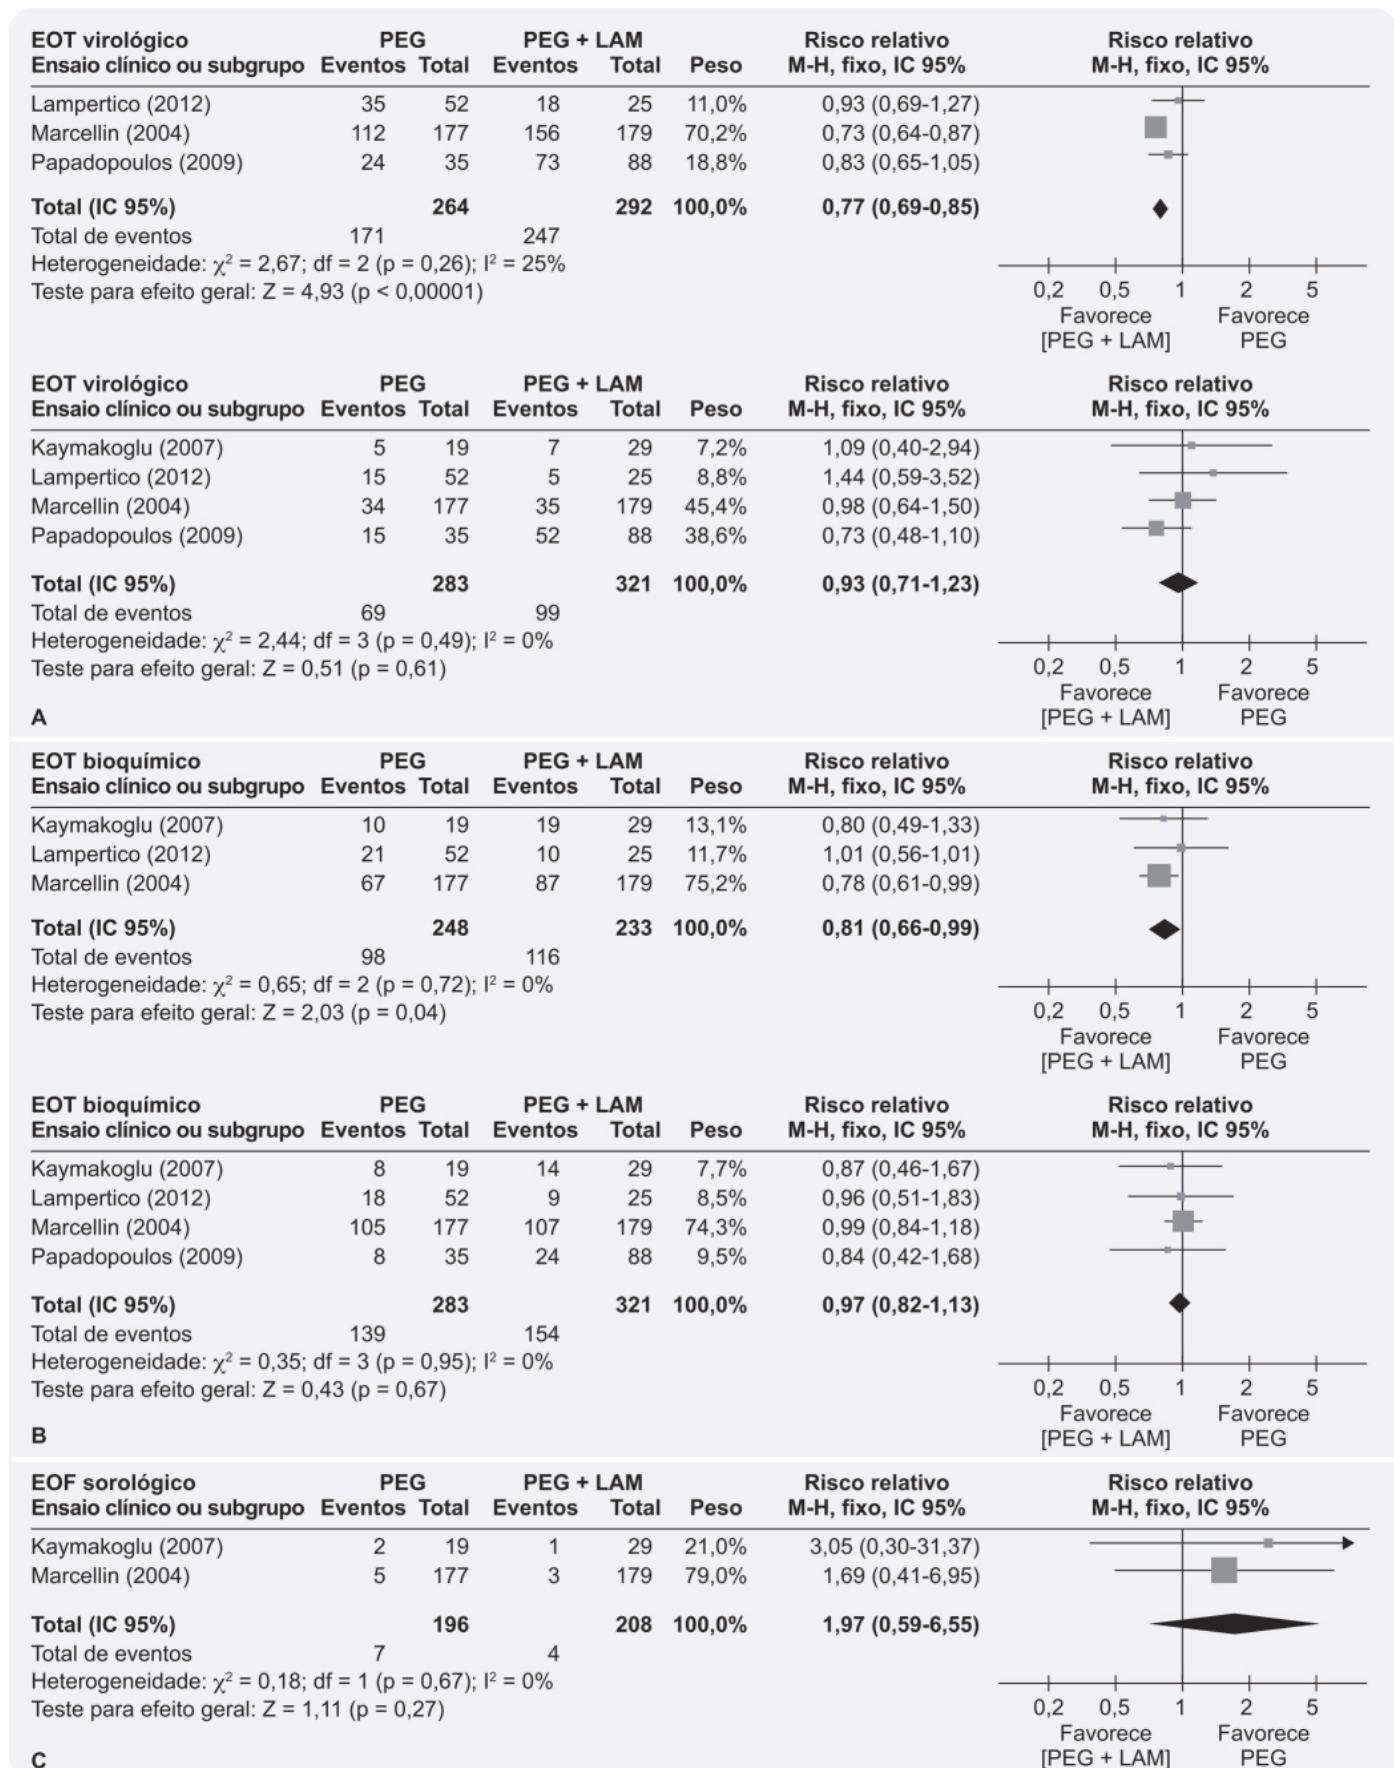 EOT virológico PEG PEG + LAM Risco relativo Risco relativo
Ensaio clínico ou subgrupo Eventos Total Eventos Total Peso M-H, fixo, IC 95% M-H, fixo, IC 95%
Lampertico (2012) 35 52 18 25 11,0% 0,93 (0,69-1,27)
Marcellin (2004) 112 177 156 179 70,2% 0,73 (0,64-0,87)
Papadopoulos (2009) 24 35 73 88 18,8% 0,83 (0,65-1,05)
Total (IC 95%) 264 292 100,0% 0,77 (0,69-0,85)
Total de eventos 171 247
Heterogeneidade: χ² = 2,67; df = 2 (p = 0,26); I² = 25%
Teste para efeito geral: Z = 4,93 (p < 0,00001)
0,2 0,5 1 2 5
Favorece Favorece
[PEG + LAM] PEG
EOT virológico PEG PEG + LAM Risco relativo Risco relativo
Ensaio clínico ou subgrupo Eventos Total Eventos Total Peso M-H, fixo, IC 95% M-H, fixo, IC 95%
Kaymakoglu (2007) 5 19 7 29 7,2% 1,09 (0,40-2,94)
Lampertico (2012) 15 52 5 25 8,8% 1,44 (0,59-3,52)
Marcellin (2004) 34 177 35 179 45,4% 0,98 (0,64-1,50)
Papadopoulos (2009) 15 35 52 88 38,6% 0,73 (0,48-1,10)
Total (IC 95%) 283 321 100,0% 0,93 (0,71-1,23)
Total de eventos 69 99
Heterogeneidade: χ² = 2,44; df = 3 (p = 0,49); I² = 0%
Teste para efeito geral: Z = 0,51 (p = 0,61)
0,2 0,5 1 2 5
Favorece Favorece
[PEG + LAM] PEG
A
EOT bioquímico PEG PEG + LAM Risco relativo Risco relativo
Ensaio clínico ou subgrupo Eventos Total Eventos Total Peso M-H, fixo, IC 95% M-H, fixo, IC 95%
Kaymakoglu (2007) 10 19 19 29 13,1% 0,80 (0,49-1,33)
Lampertico (2012) 21 52 10 25 11,7% 1,01 (0,56-1,01)
Marcellin (2004) 67 177 87 179 75,2% 0,78 (0,61-0,99)
Total (IC 95%) 248 233 100,0% 0,81 (0,66-0,99)
Total de eventos 98 116
Heterogeneidade: χ² = 0,65; df = 2 (p = 0,72); I² = 0%
Teste para efeito geral: Z = 2,03 (p = 0,04)
0,2 0,5 1 2 5
Favorece Favorece
[PEG + LAM] PEG
EOT bioquímico PEG PEG + LAM Risco relativo Risco relativo
Ensaio clínico ou subgrupo Eventos Total Eventos Total Peso M-H, fixo, IC 95% M-H, fixo, IC 95%
Kaymakoglu (2007) 8 19 14 29 7,7% 0,87 (0,46-1,67)
Lampertico (2012) 18 52 9 25 8,5% 0,96 (0,51-1,83)
Marcellin (2004) 105 177 107 179 74,3% 0,99 (0,84-1,18)
Papadopoulos (2009) 8 35 24 88 9,5% 0,84 (0,42-1,68)
Total (IC 95%) 283 321 100,0% 0,97 (0,82-1,13)
Total de eventos 139 154
Heterogeneidade: χ² = 0,35; df = 3 (p = 0,95); I² = 0%
Teste para efeito geral: Z = 0,43 (p = 0,67)
0,2 0,5 1 2 5
Favorece Favorece
[PEG + LAM] PEG
B
EOF sorológico PEG PEG + LAM Risco relativo Risco relativo
Ensaio clínico ou subgrupo Eventos Total Eventos Total Peso M-H, fixo, IC 95% M-H, fixo, IC 95%
Kaymakoglu (2007) 2 19 1 29 21,0% 3,05 (0,30-31,37)
Marcellin (2004) 5 177 3 179 79,0% 1,69 (0,41-6,95)
Total (IC 95%) 196 208 100,0% 1,97 (0,59-6,55)
Total de eventos 7 4
Heterogeneidade: χ² = 0,18; df = 1 (p = 0,67); I² = 0%
Teste para efeito geral: Z = 1,11 (p = 0,27)
0,2 0,5 1 2 5
Favorece Favorece
[PEG + LAM] PEG
C